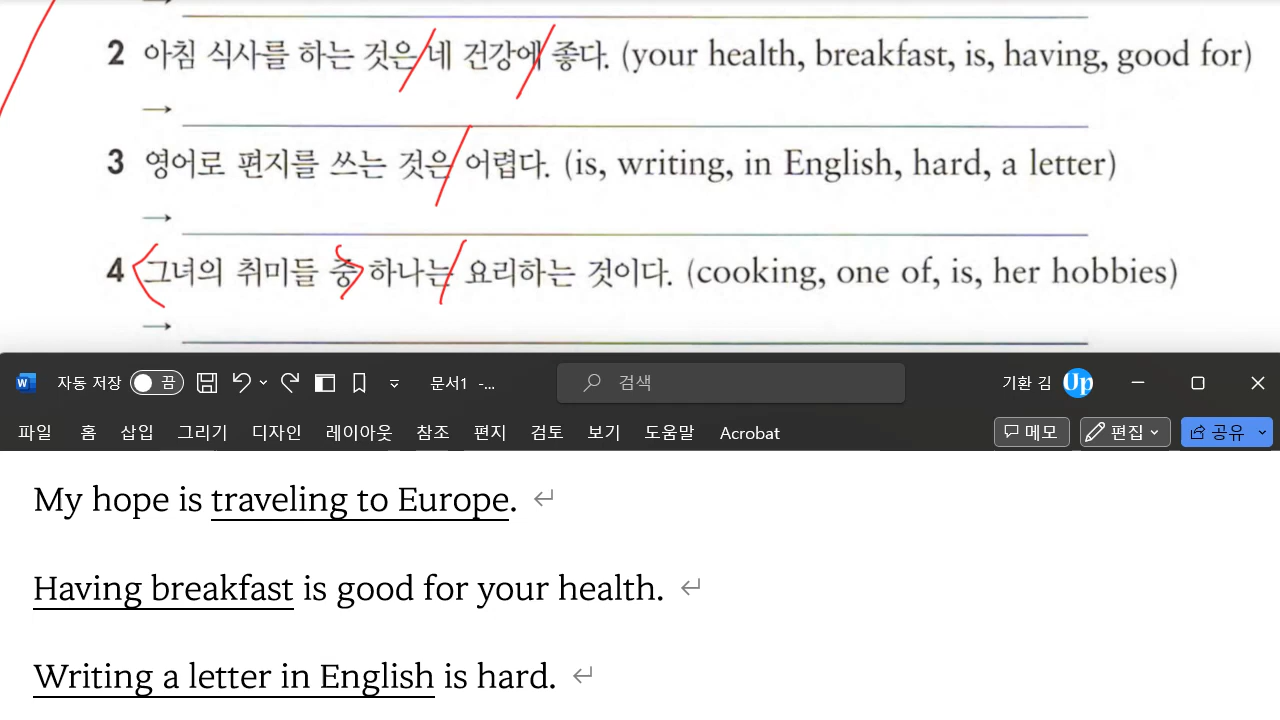 2 아침 식사를 하는 것은 네 건강에 좋다. (your health, breakfast, is, having, good for)
→
3 영어로 편지를 쓰는 것은 어렵다. (is, writing, in English, hard, a letter)
→
4 그녀의 취미들 중 하나는 요리하는 것이다. (cooking, one of, is, her hobbies)
→
자동 저장 끔 문서1 -... 검색 기환 김 Up
파일 홈 삽입 그리기 디자인 레이아웃 참조 편지 검토 보기 도움말 Acrobat 메모 편집 공유
My hope is traveling to Europe.
Having breakfast is good for your health.
Writing a letter in English is hard.